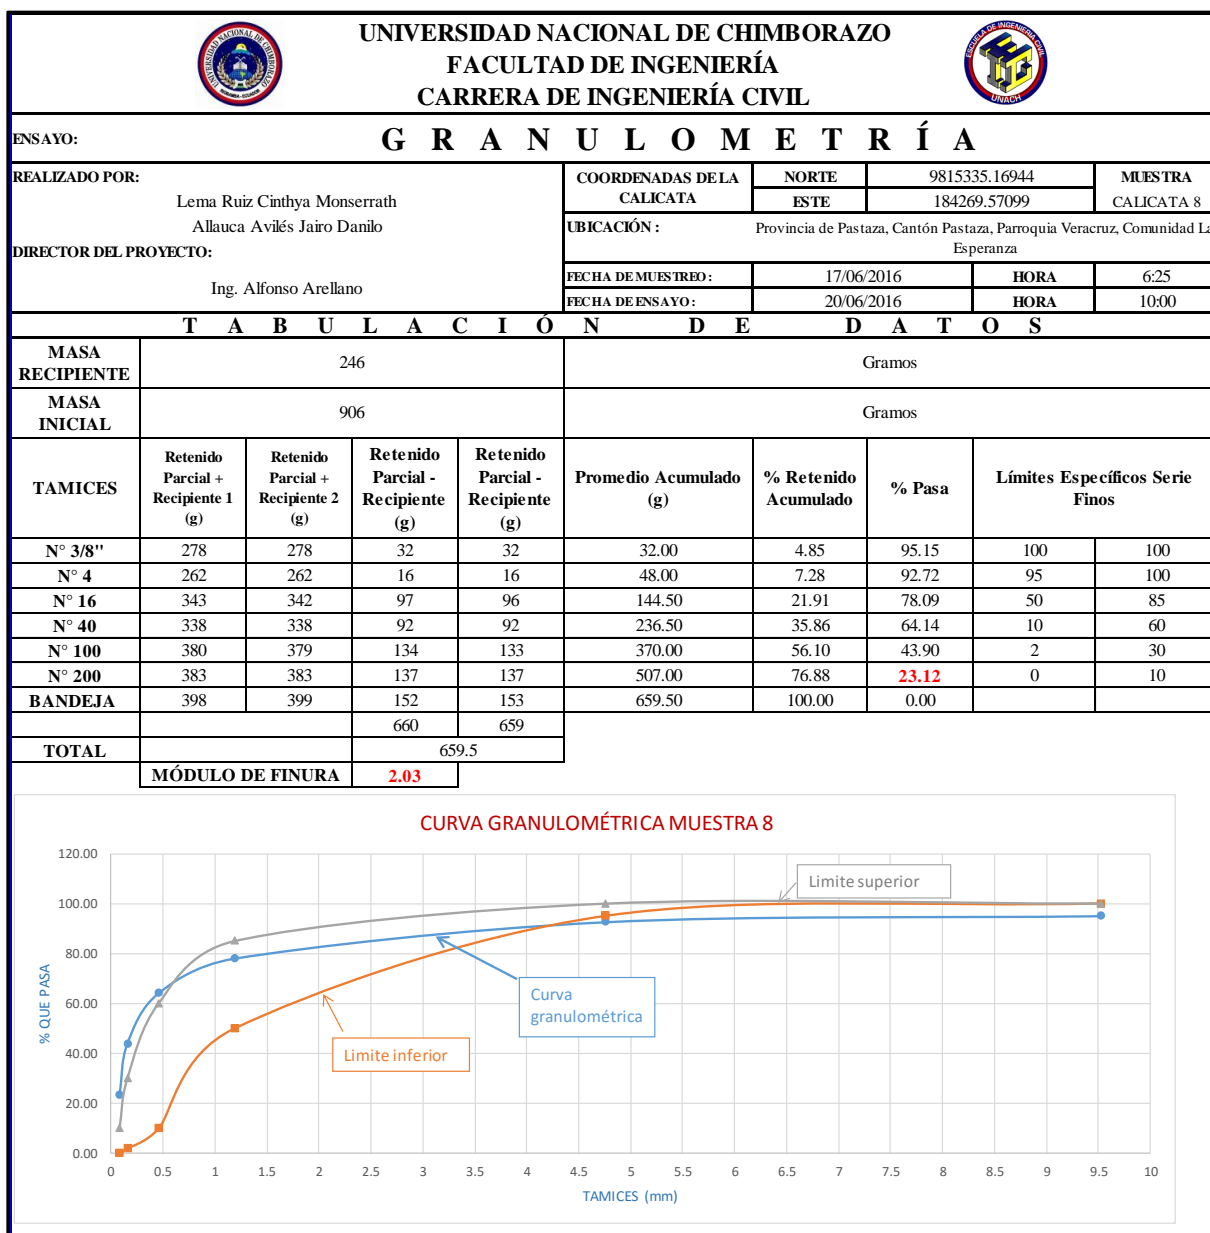 UNIVERSIDAD NACIONAL DE CHIMBORAZO
FACULTAD DE INGENIERÍA
CARRERA DE INGENIERÍA CIVIL
UNIVERSIDAD NACIONAL DE CHIMBORAZO
RIOBAMBA - ECUADOR
ESCUELA DE INGENIERIA CIVIL
UNACH
ENSAYO: G R A N U L O M E T R Í A
REALIZADO POR:
Lema Ruiz Cinthya Monserrath
Allauca Avilés Jairo Danilo
DIRECTOR DEL PROYECTO:
Ing. Alfonso Arellano
COORDENADAS DE LA CALICATA
NORTE 9815335.16944 MUESTRA
ESTE 184269.57099 CALICATA 8
UBICACIÓN : Provincia de Pastaza, Cantón Pastaza, Parroquia Veracruz, Comunidad La
Esperanza
FECHA DE MUESTREO : 17/06/2016 HORA 6:25
FECHA DE ENSAYO : 20/06/2016 HORA 10:00
T A B U L A C I Ó N D E D A T O S
MASA RECIPIENTE 246 Gramos
MASA INICIAL 906 Gramos
TAMICES Retenido Parcial + Recipiente 1 (g) Retenido Parcial + Recipiente 2 (g) Retenido Parcial - Recipiente (g) Retenido Parcial - Recipiente (g) Promedio Acumulado (g) % Retenido Acumulado % Pasa Límites Específicos Serie Finos
N° 3/8'' 278 278 32 32 32.00 4.85 95.15 100 100
N° 4 262 262 16 16 48.00 7.28 92.72 95 100
N° 16 343 342 97 96 144.50 21.91 78.09 50 85
N° 40 338 338 92 92 236.50 35.86 64.14 10 60
N° 100 380 379 134 133 370.00 56.10 43.90 2 30
N° 200 383 383 137 137 507.00 76.88 23.12 0 10
BANDEJA 398 399 152 153 659.50 100.00 0.00
660 659
TOTAL 659.5
MÓDULO DE FINURA 2.03
CURVA GRANULOMÉTRICA MUESTRA 8
% QUE PASA
120.00
100.00
80.00
60.00
40.00
20.00
0.00
Limite superior
Curva
granulométrica
Limite inferior
0 0.5 1 1.5 2 2.5 3 3.5 4 4.5 5 5.5 6 6.5 7 7.5 8 8.5 9 9.5 10
TAMICES (mm)